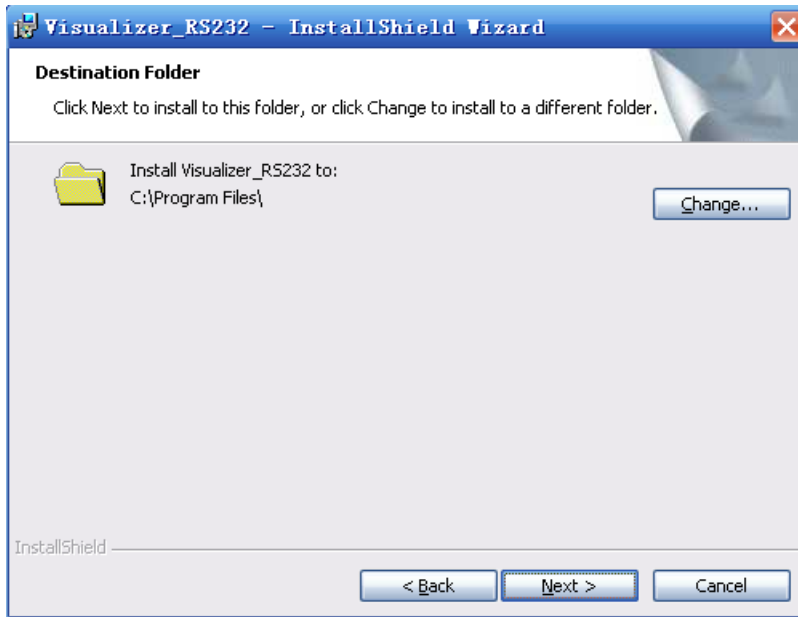 Visualizer_RS232 - InstallShield Wizard
Destination Folder
Click Next to install to this folder, or click Change to install to a different folder.
Install Visualizer_RS232 to:
C:\Program Files\
Change...
InstallShield
< Back
Next >
Cancel